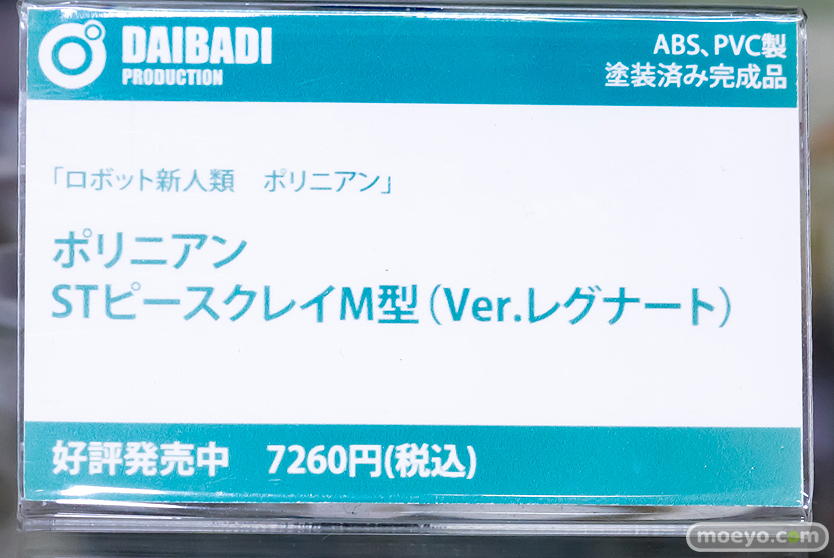 DAIBADI
PRODUCTION
ABS、PVC製
塗装済み完成品
「ロボット新人類　ポリニアン」
ポリニアン
STピースクレイM型（Ver.レグナート）
好評発売中　7260円(税込)
moeyo.com